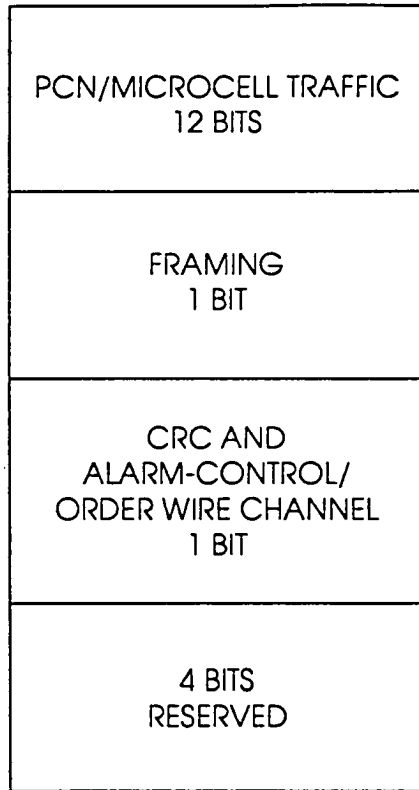 PCN/MICROCELL TRAFFIC
12 BITS
FRAMING
1 BIT
CRC AND
ALARM-CONTROL/
ORDER WIRE CHANNEL
1 BIT
4 BITS
RESERVED